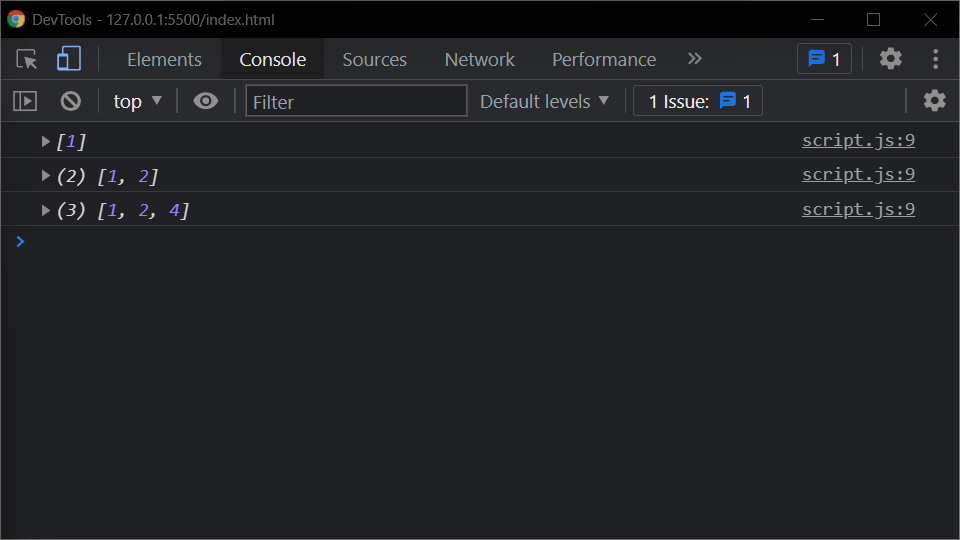 DevTools - 127.0.0.1:5500/index.html
Elements Console Sources Network Performance 1
top Filter Default levels 1 Issue: 1
[1] script.js:9
(2) [1, 2] script.js:9
(3) [1, 2, 4] script.js:9